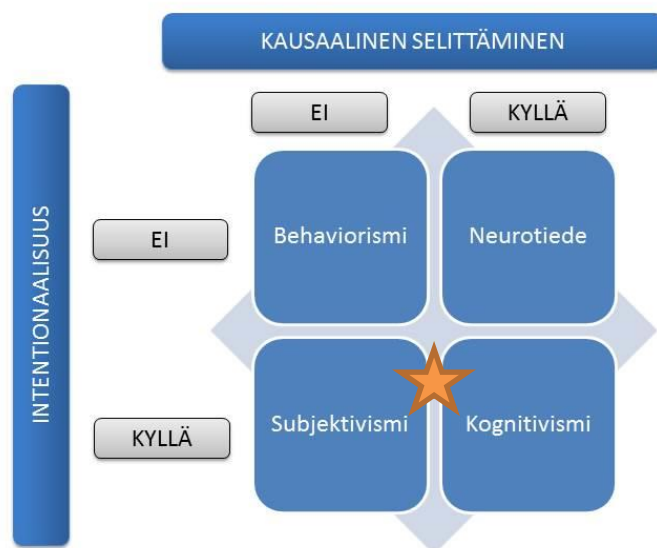 KAUSAALINEN SELITTÄMINEN
EI
KYLLÄ
INTENTIONAALISUUS
EI
Behaviorismi
Neurotiede
KYLLÄ
Subjektivismi
Kognitivismi